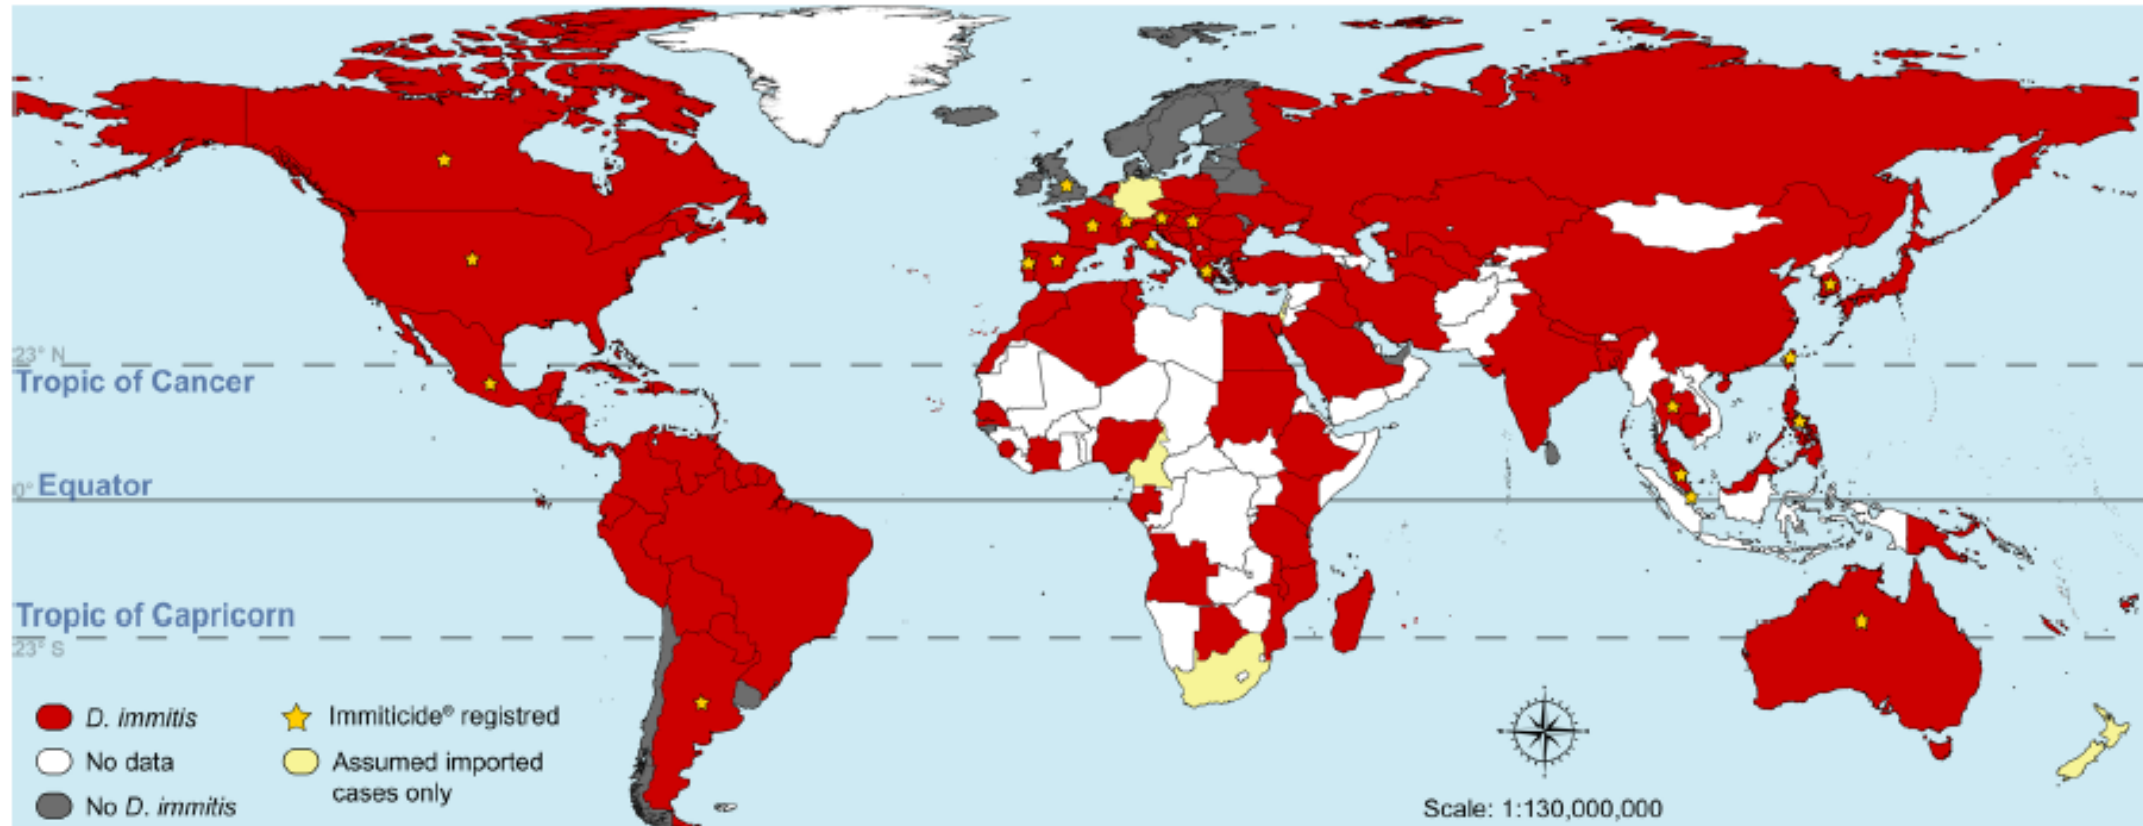 23° N
Tropic of Cancer
0° Equator
Tropic of Capricorn
23° S
D. immitis
No data
No D. immitis
Immiticide® registred
Assumed imported
cases only
Scale: 1:130,000,000